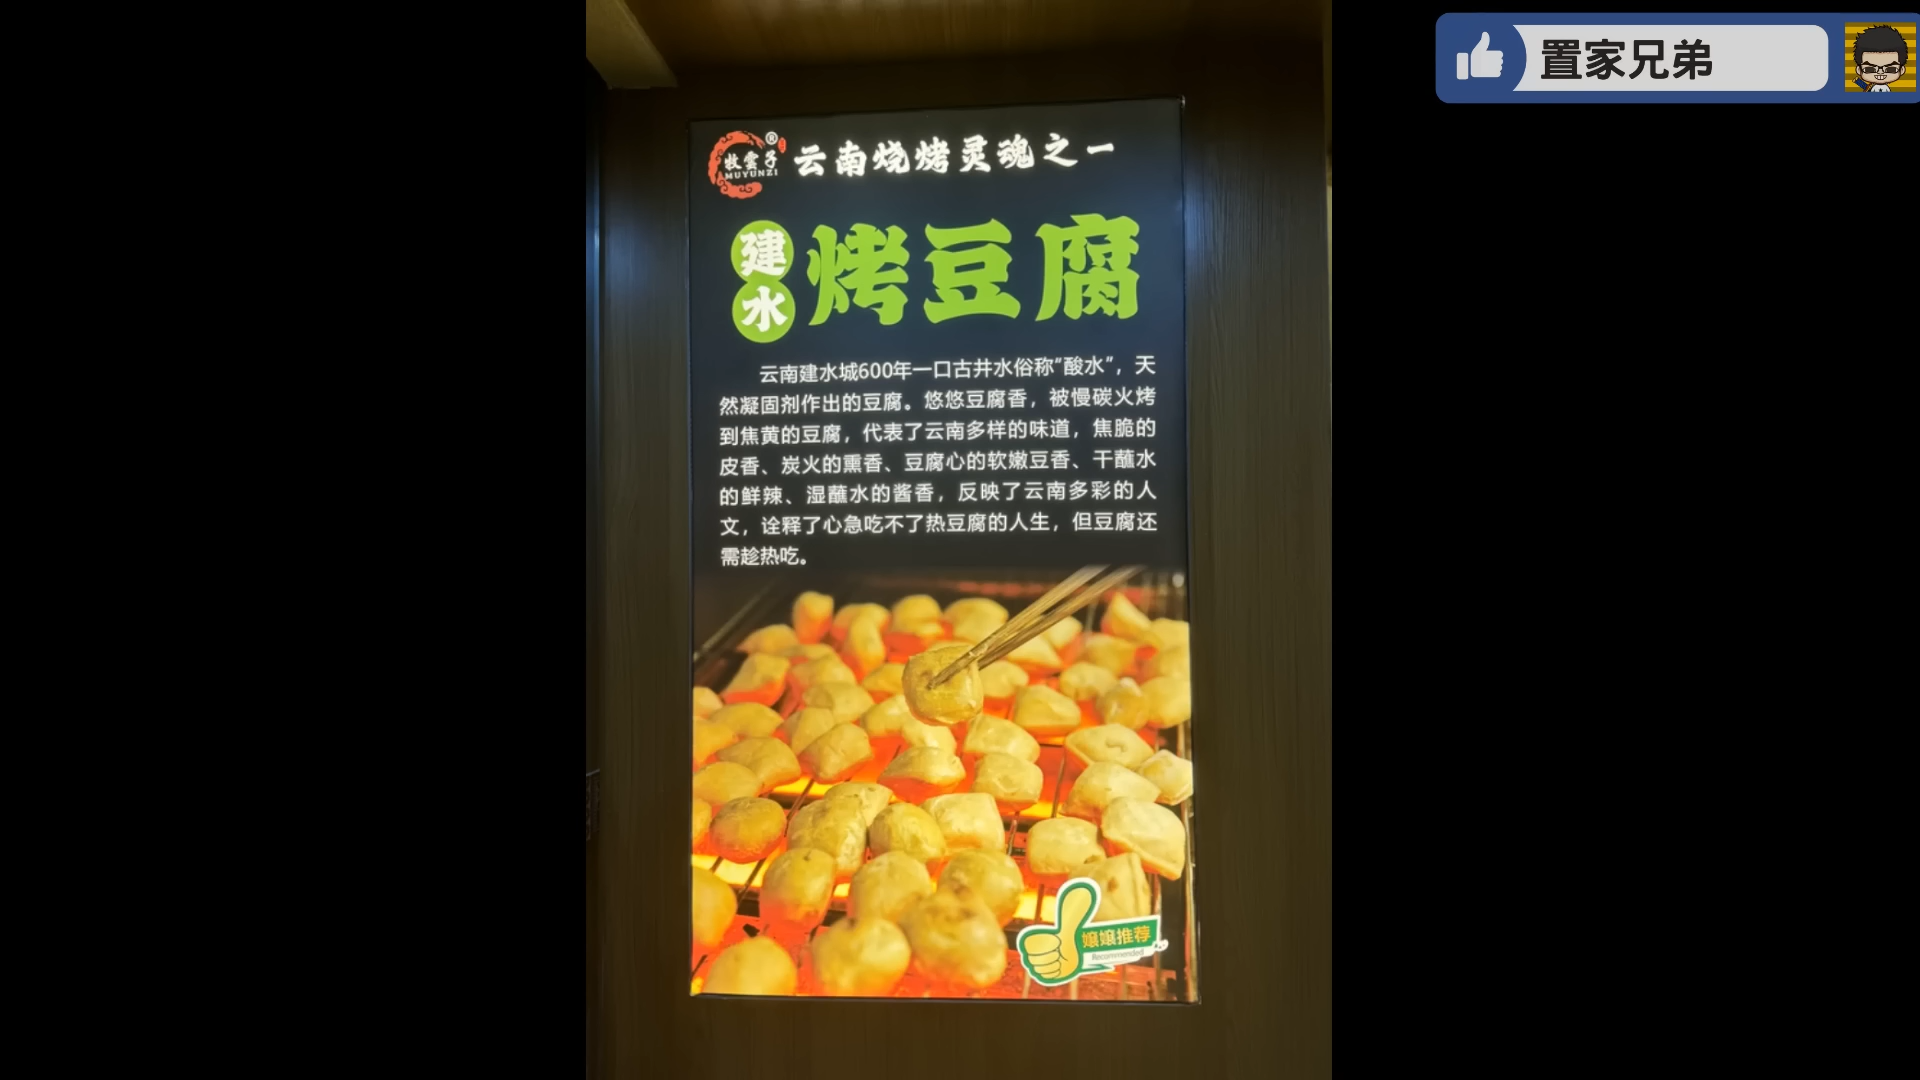 置家兄弟
牧雲子
®
MUYUNZI
云南烧烤灵魂之一
建水
烤豆腐
云南建水城600年一口古井水俗称“酸水”，天
然凝固剂作出的豆腐。悠悠豆腐香，被慢碳火烤
到焦黄的豆腐，代表了云南多样的味道，焦脆的
皮香、炭火的熏香、豆腐心的软嫩豆香、干蘸水
的鲜辣、湿蘸水的酱香，反映了云南多彩的人
文，诠释了心急吃不了热豆腐的人生，但豆腐还
需趁热吃。
嬢嬢推荐
Recommended